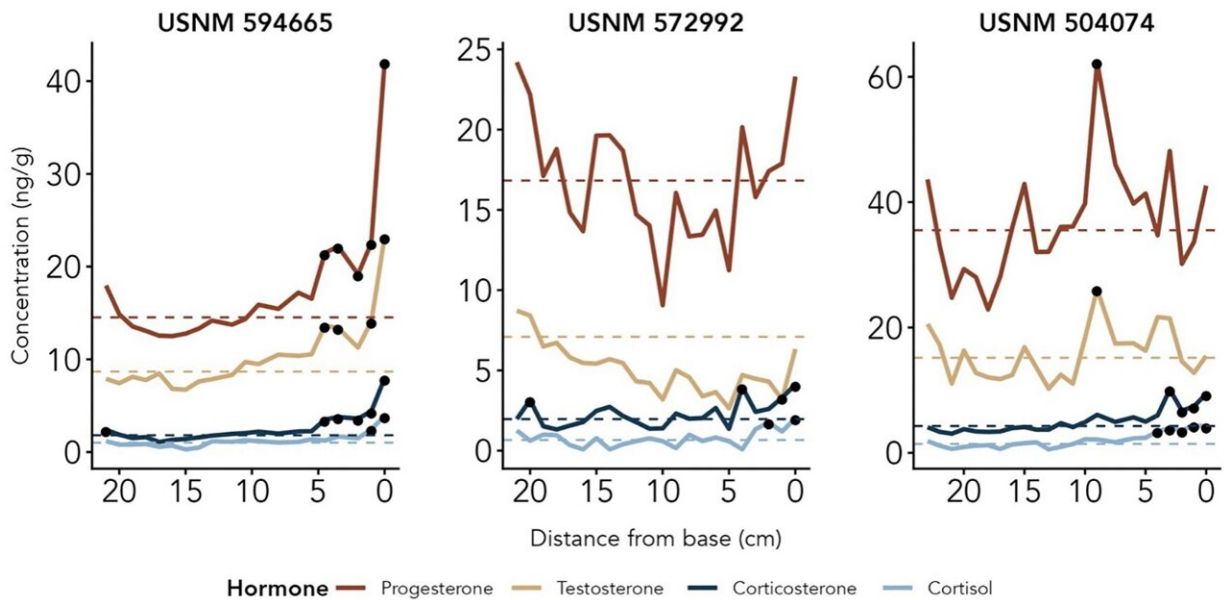 USNM 594665
USNM 572992
USNM 504074
Concentration (ng/g)
40
30
20
10
0
20 15 10 5 0
25
20
15
10
5
0
20 15 10 5 0
60
40
20
0
20 15 10 5 0
Distance from base (cm)
Hormone Progesterone Testosterone Corticosterone Cortisol